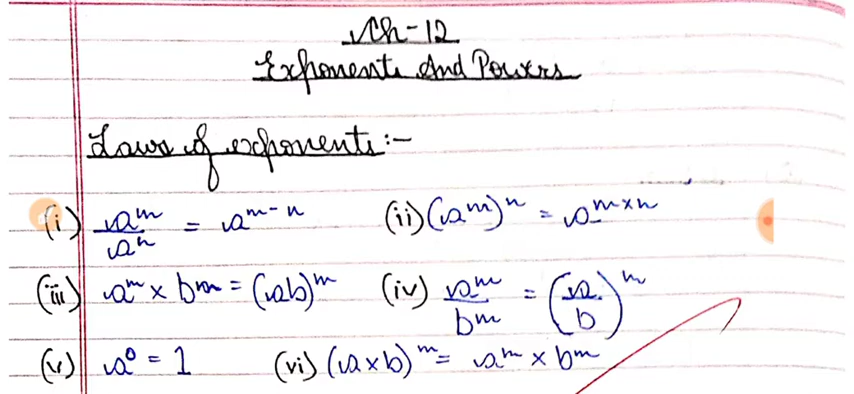 Ch-12
Exponents And Powers
Laws of exponents:-
(i) a^m/a^n = a^(m-n) (ii) (a^m)^n = a^(m×n)
(iii) a^m × b^m = (ab)^m (iv) a^m/b^m = (a/b)^m
(v) a^0 = 1 (vi) (a×b)^m = a^m × b^m